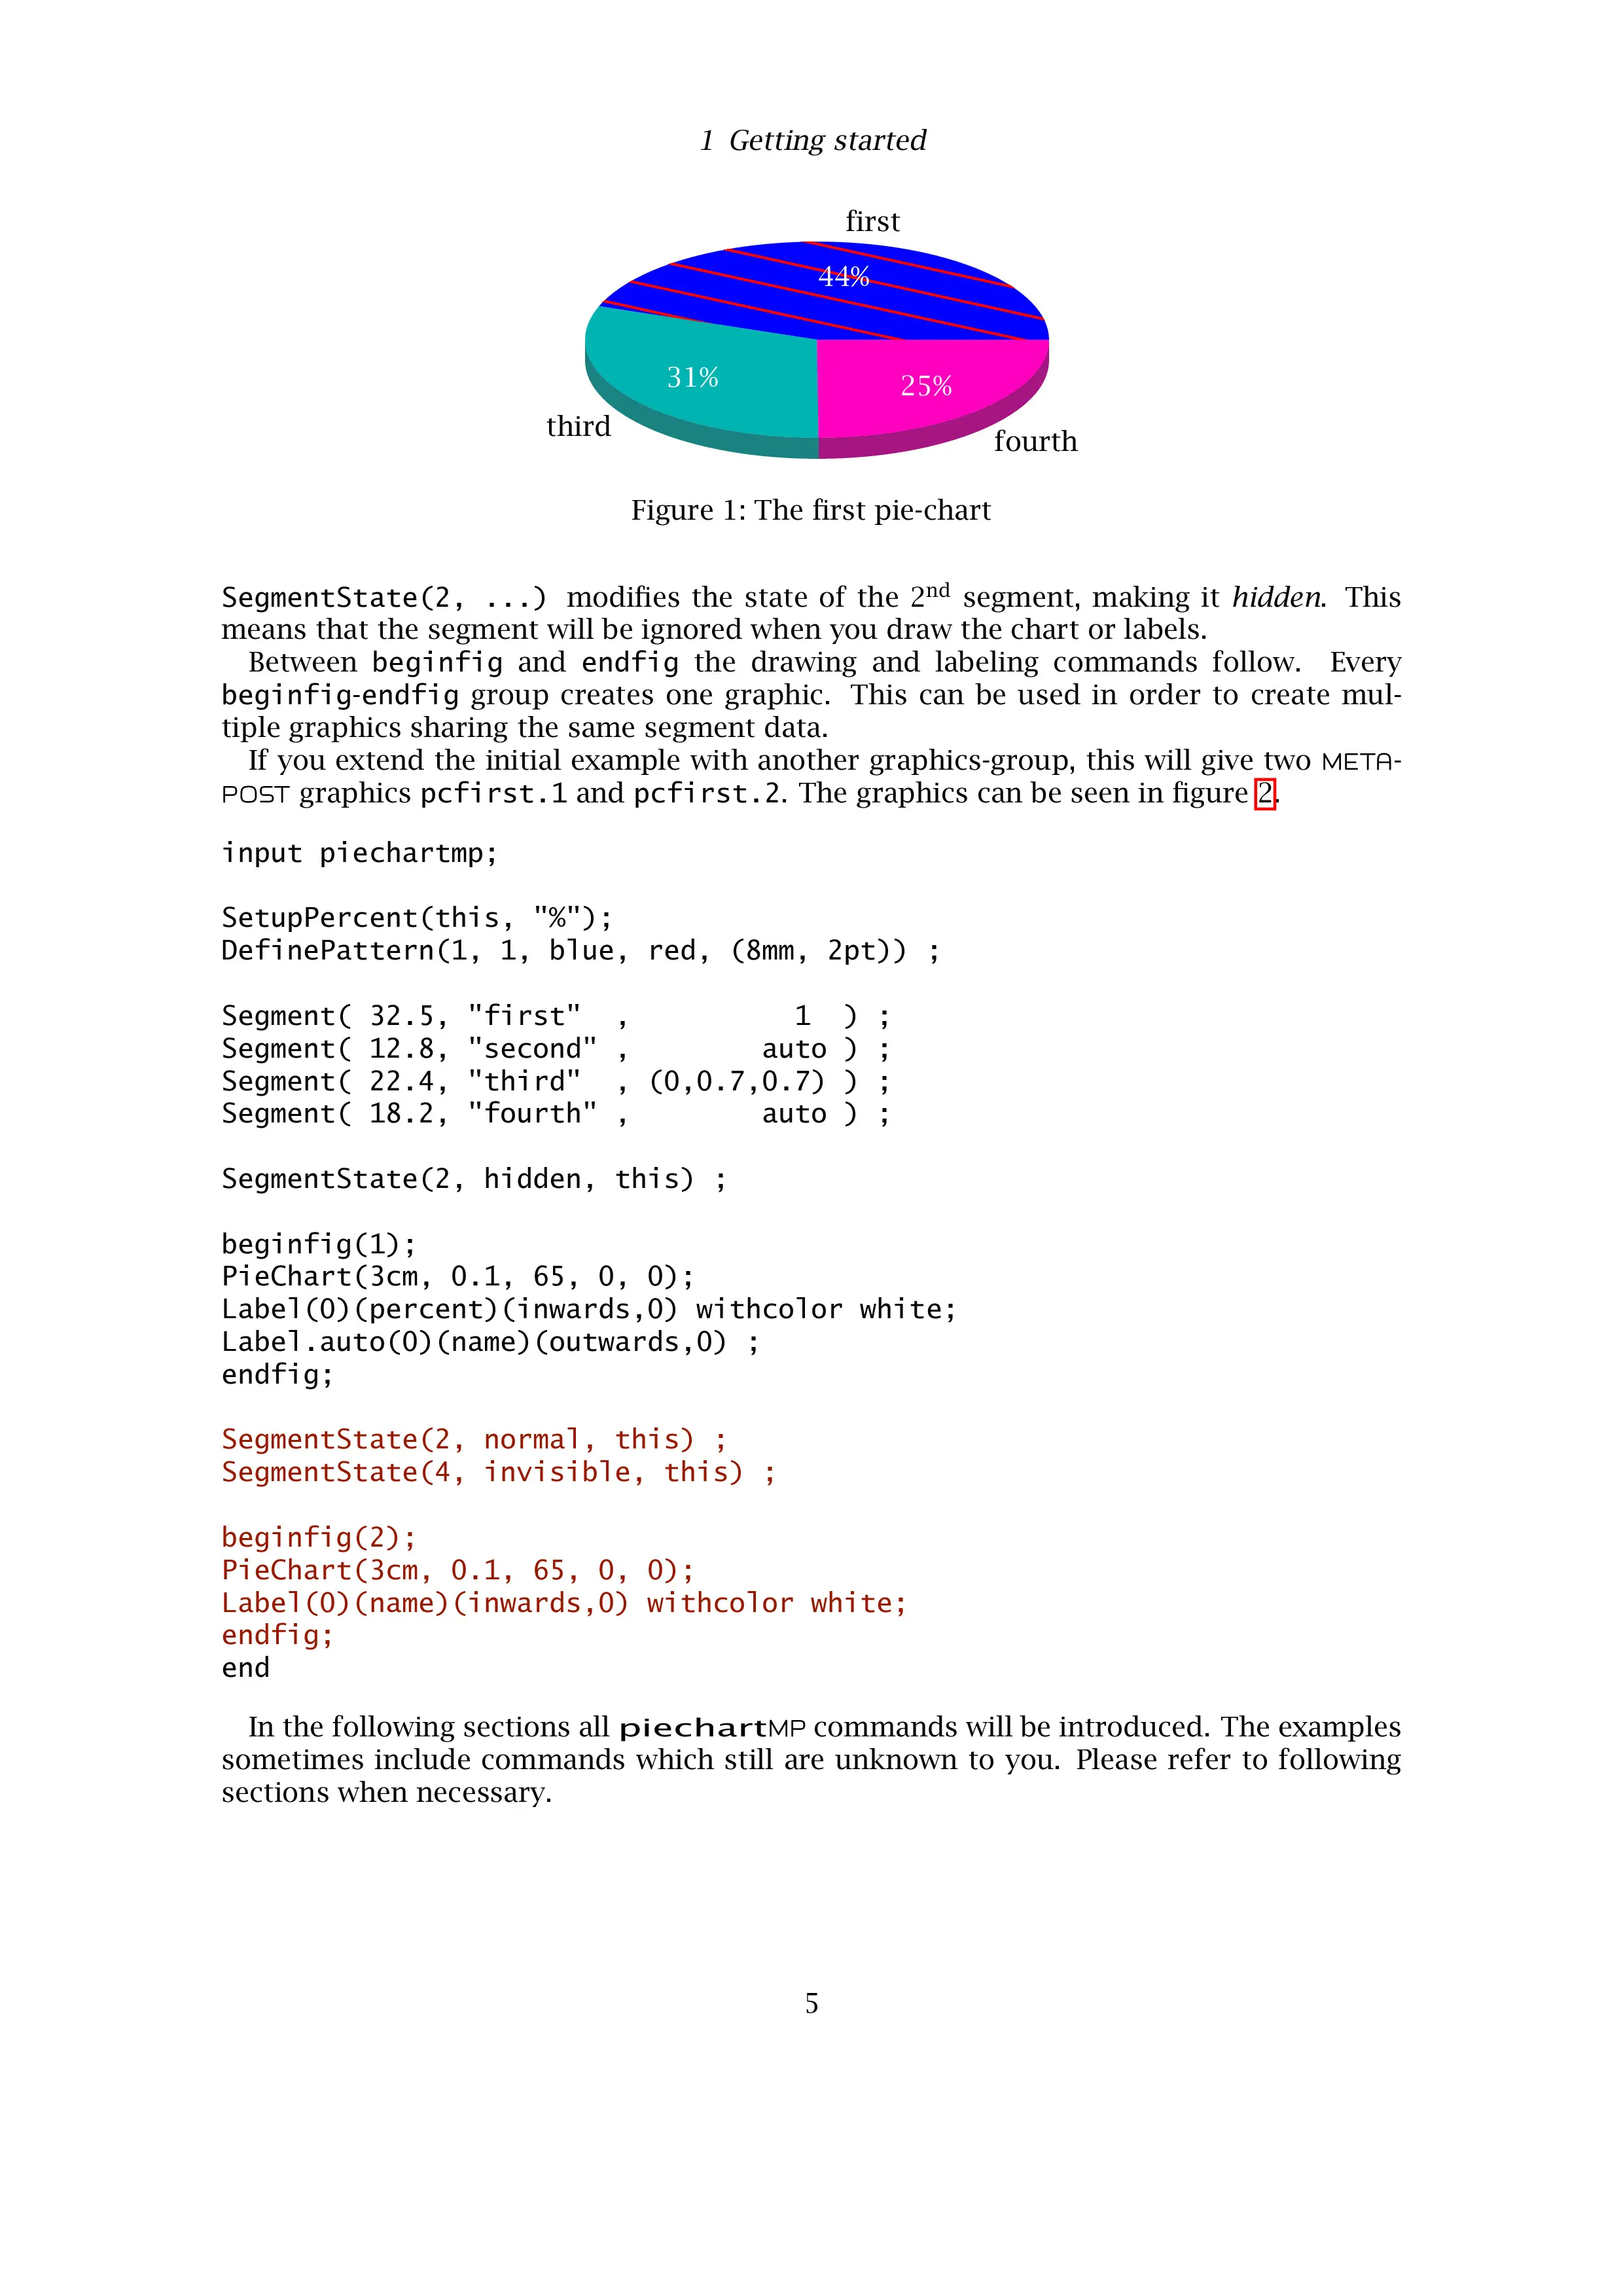 1 Getting started
first
44%
31%
25%
third
fourth
Figure 1: The first pie-chart
SegmentState(2, ...) modifies the state of the 2nd segment, making it hidden. This
means that the segment will be ignored when you draw the chart or labels.
Between beginfig and endfig the drawing and labeling commands follow. Every
beginfig-endfig group creates one graphic. This can be used in order to create mul-
tiple graphics sharing the same segment data.
If you extend the initial example with another graphics-group, this will give two META-
POST graphics pcfirst.1 and pcfirst.2. The graphics can be seen in figure 2.
input piechartmp;
SetupPercent(this, "%");
DefinePattern(1, 1, blue, red, (8mm, 2pt)) ;
Segment( 32.5, "first"  ,          1  ) ;
Segment( 12.8, "second" ,        auto ) ;
Segment( 22.4, "third"  , (0,0.7,0.7) ) ;
Segment( 18.2, "fourth" ,        auto ) ;
SegmentState(2, hidden, this) ;
beginfig(1);
PieChart(3cm, 0.1, 65, 0, 0);
Label(0)(percent)(inwards,0) withcolor white;
Label.auto(0)(name)(outwards,0) ;
endfig;
SegmentState(2, normal, this) ;
SegmentState(4, invisible, this) ;
beginfig(2);
PieChart(3cm, 0.1, 65, 0, 0);
Label(0)(name)(inwards,0) withcolor white;
endfig;
end
In the following sections all piechartMP commands will be introduced. The examples
sometimes include commands which still are unknown to you. Please refer to following
sections when necessary.
5